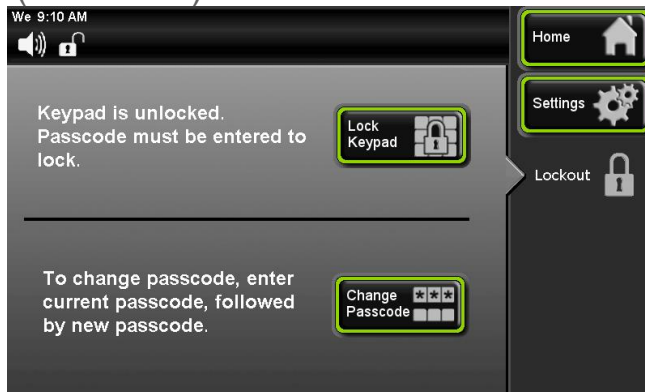 We 9:10 AM
Home
Settings
Lockout
Keypad is unlocked.
Passcode must be entered to
lock.
Lock
Keypad
To change passcode, enter
current passcode, followed
by new passcode.
Change
Passcode